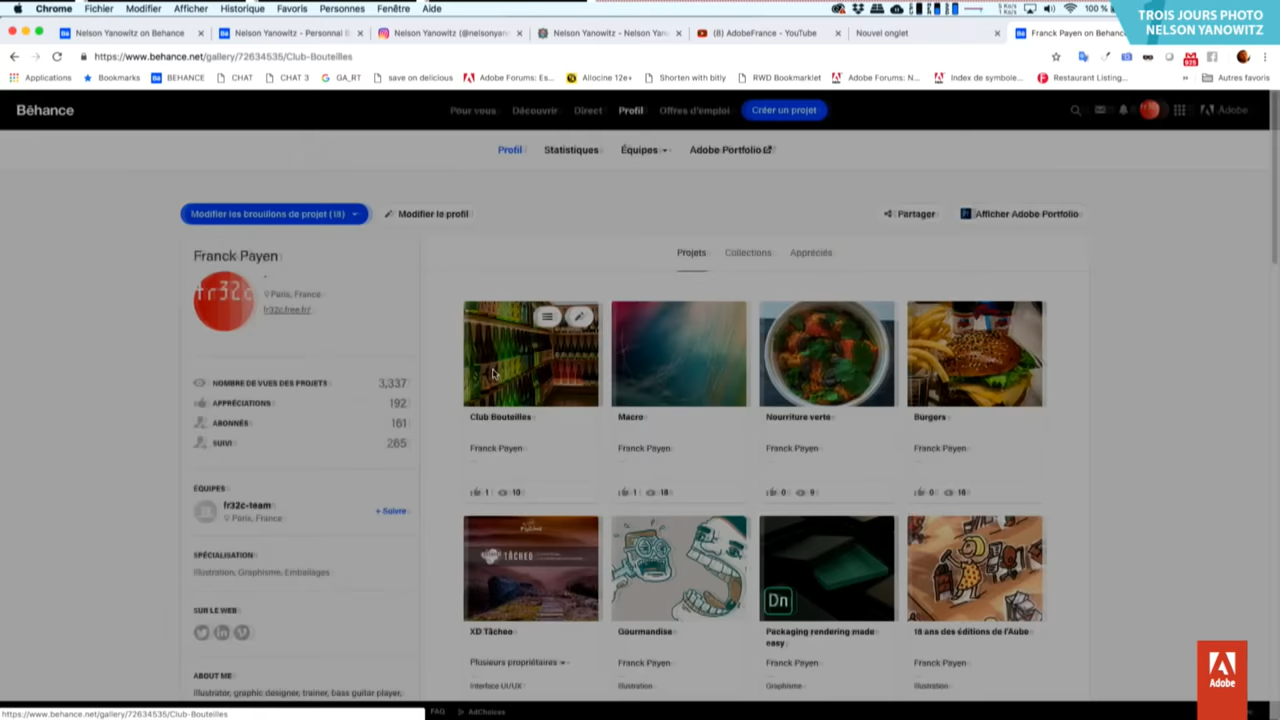 Chrome Fichier Modifier Afficher Historique Favoris Personnes Fenêtre Aide
100 %
TROIS JOURS PHOTO
NELSON YANOWITZ
Nelson Yanowitz on Behance
Nelson Yanowitz - Personnal
Instagram (@nelsonyan
Nelson Yanowitz - Nelson Yan
(8) AdobeFrance - YouTube
Nouvel onglet
Franck Payen on Behance
https://www.behance.net/gallery/72634535/Club-Bouteilles
Applications Bookmarks BEHANCE CHAT CHAT 3 GA_RT save on delicious Adobe Forums: Es... Allocine 12e+ Shorten with bitly RWD Bookmarklet Adobe Forums: N... Index de symbole... Restaurant Listing... Autres favoris
Bēhance Pour vous Découvrir Direct Profil Offres d'emploi Créer un projet Adobe
Profil Statistiques Équipes Adobe Portfolio
Modifier les brouillons de projet (18) Modifier le profil Partager Afficher Adobe Portfolio
Franck Payen
Projets Collections Appréciés
fr32c
Paris, France
fr32c.free.fr/
NOMBRE DE VUES DES PROJETS 3,337
APPRÉCIATIONS 192
ABONNÉS 161
SUIVI 265
Club Bouteilles Macro Nourriture verte Burgers
Franck Payen Franck Payen Franck Payen Franck Payen
1 10 1 18 0 9 0 16
ÉQUIPES
fr32c-team
Paris, France
+ Suivre
SPÉCIALISATION
Illustration, Graphisme, Emballages
TÂCHEO
Dn
SUR LE WEB
XD Tâcheo Gourmandise Packaging rendering made easy 18 ans des éditions de l'Aube
Plusieurs propriétaires Franck Payen Franck Payen Franck Payen
Interface UI/UX Illustration Graphisme Illustration
ABOUT ME
Illustrator, graphic designer, trainer, bass guitar player,
https://www.behance.net/gallery/72634535/Club-Bouteilles
FAQ AdChoices
Adobe